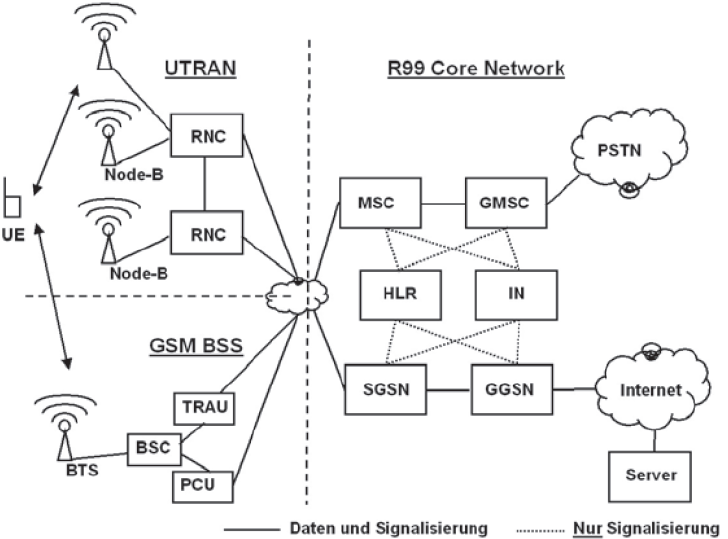 UTRAN
R99 Core Network
RNC
PSTN
Node-B
MSC
GMSC
UE
RNC
Node-B
HLR
IN
GSM BSS
SGSN
GGSN
Internet
TRAU
BSC
BTS
PCU
Server
Daten und Signalisierung
Nur Signalisierung